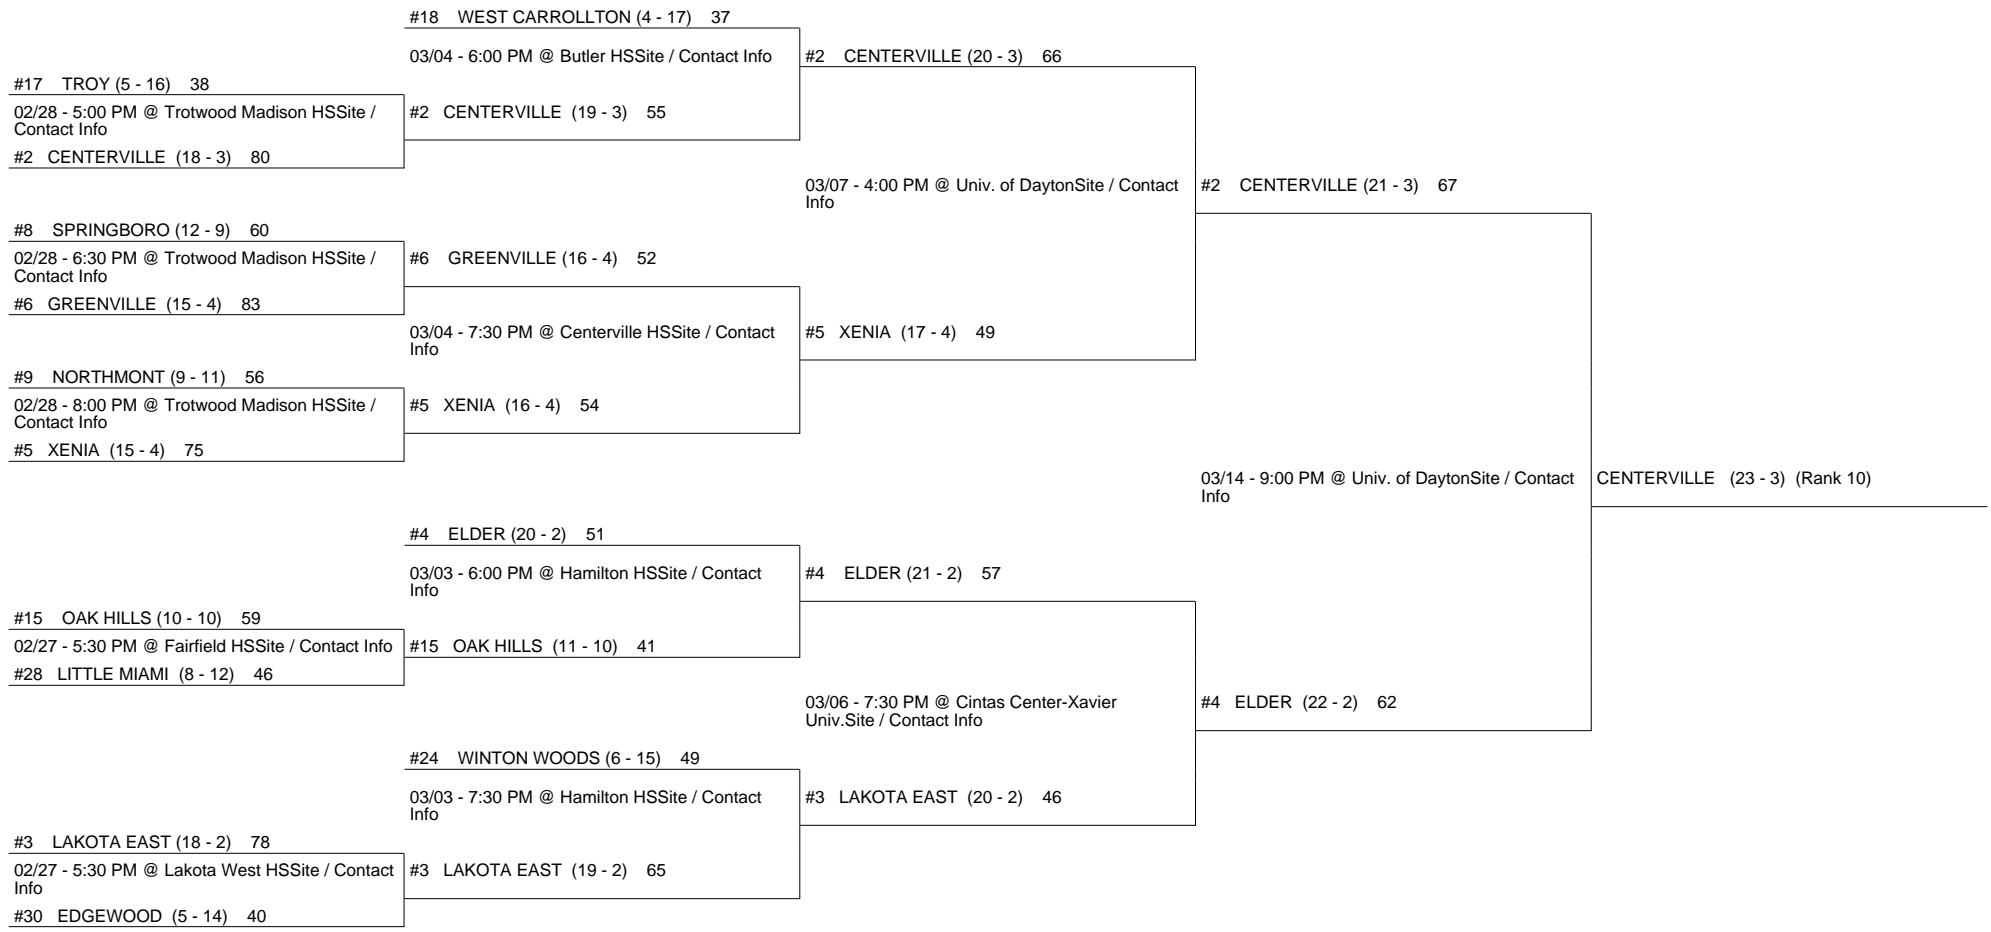 #18 WEST CARROLLTON (4 - 17) 37
03/04 - 6:00 PM @ Butler HSSite / Contact Info
#2 CENTERVILLE (20 - 3) 66
#17 TROY (5 - 16) 38
02/28 - 5:00 PM @ Trotwood Madison HSSite /
Contact Info
#2 CENTERVILLE (19 - 3) 55
#2 CENTERVILLE (18 - 3) 80
03/07 - 4:00 PM @ Univ. of DaytonSite / Contact
Info
#2 CENTERVILLE (21 - 3) 67
#8 SPRINGBORO (12 - 9) 60
02/28 - 6:30 PM @ Trotwood Madison HSSite /
Contact Info
#6 GREENVILLE (16 - 4) 52
#6 GREENVILLE (15 - 4) 83
03/04 - 7:30 PM @ Centerville HSSite / Contact
Info
#5 XENIA (17 - 4) 49
#9 NORTHMONT (9 - 11) 56
02/28 - 8:00 PM @ Trotwood Madison HSSite /
Contact Info
#5 XENIA (16 - 4) 54
#5 XENIA (15 - 4) 75
03/14 - 9:00 PM @ Univ. of DaytonSite / Contact
Info
CENTERVILLE (23 - 3) (Rank 10)
#4 ELDER (20 - 2) 51
03/03 - 6:00 PM @ Hamilton HSSite / Contact
Info
#4 ELDER (21 - 2) 57
#15 OAK HILLS (10 - 10) 59
02/27 - 5:30 PM @ Fairfield HSSite / Contact Info
#15 OAK HILLS (11 - 10) 41
#28 LITTLE MIAMI (8 - 12) 46
03/06 - 7:30 PM @ Cintas Center-Xavier
Univ.Site / Contact Info
#4 ELDER (22 - 2) 62
#24 WINTON WOODS (6 - 15) 49
03/03 - 7:30 PM @ Hamilton HSSite / Contact
Info
#3 LAKOTA EAST (20 - 2) 46
#3 LAKOTA EAST (18 - 2) 78
02/27 - 5:30 PM @ Lakota West HSSite / Contact
Info
#3 LAKOTA EAST (19 - 2) 65
#30 EDGEWOOD (5 - 14) 40